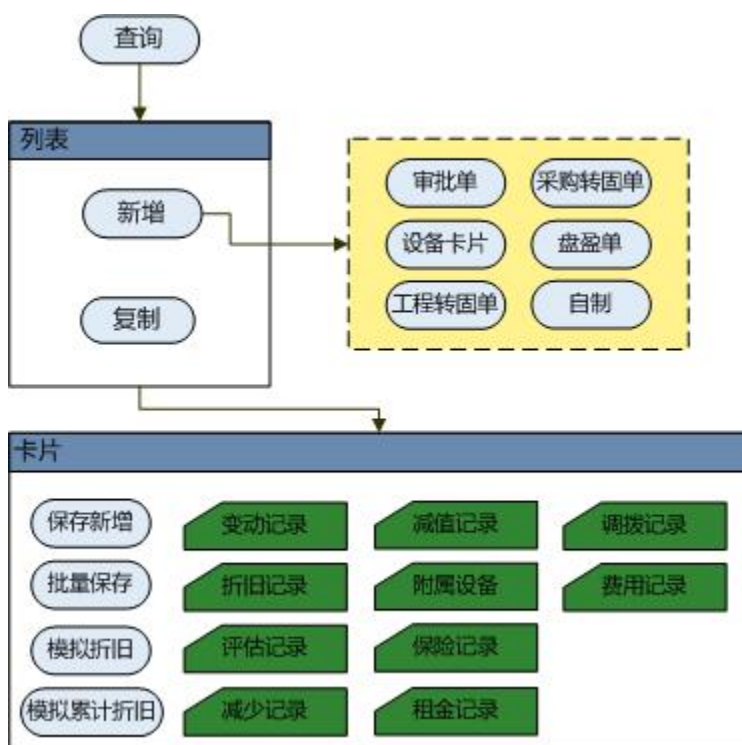 查询
列表
新增
复制
审批单
采购转固单
设备卡片
盘盈单
工程转固单
自制
卡片
保存新增
变动记录
减值记录
调拨记录
批量保存
折旧记录
附属设备
费用记录
模拟折旧
评估记录
保险记录
模拟累计折旧
减少记录
租金记录